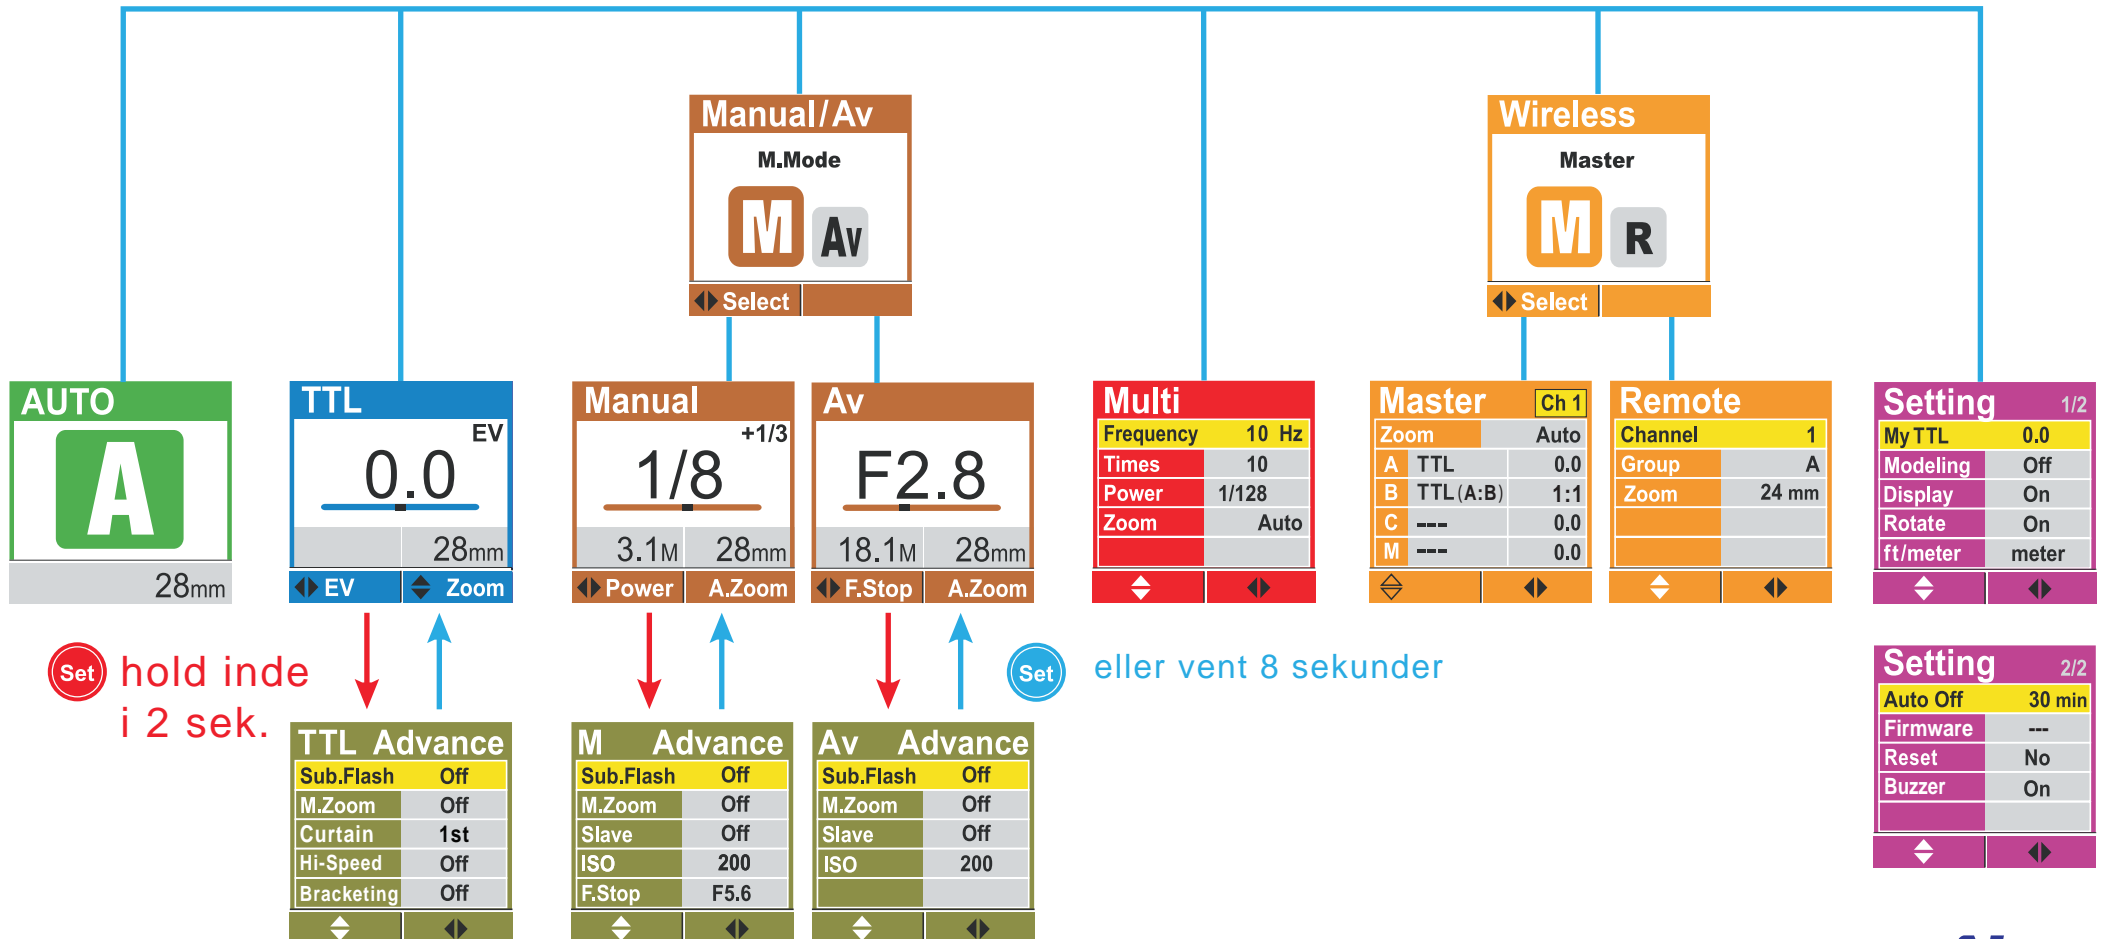 Manual/Av
M.Mode
M Av
Select
Wireless
Master
M R
Select
AUTO
A
28mm
TTL
EV
0.0
28mm
EV Zoom
Manual
+1/3
1/8
3.1M 28mm
Power A.Zoom
Av
F2.8
18.1M 28mm
F.Stop A.Zoom
Multi
Frequency 10 Hz
Times 10
Power 1/128
Zoom Auto
Master Ch 1
Zoom Auto
A TTL 0.0
B TTL(A:B) 1:1
C --- 0.0
M --- 0.0
Remote
Channel 1
Group A
Zoom 24 mm
Setting 1/2
My TTL 0.0
Modeling Off
Display On
Rotate On
ft/meter meter
Set hold inde
i 2 sek.
Set eller vent 8 sekunder
TTL Advance
Sub.Flash Off
M.Zoom Off
Curtain 1st
Hi-Speed Off
Bracketing Off
M Advance
Sub.Flash Off
M.Zoom Off
Slave Off
ISO 200
F.Stop F5.6
Av Advance
Sub.Flash Off
M.Zoom Off
Slave Off
ISO 200
Setting 2/2
Auto Off 30 min
Firmware ---
Reset No
Buzzer On